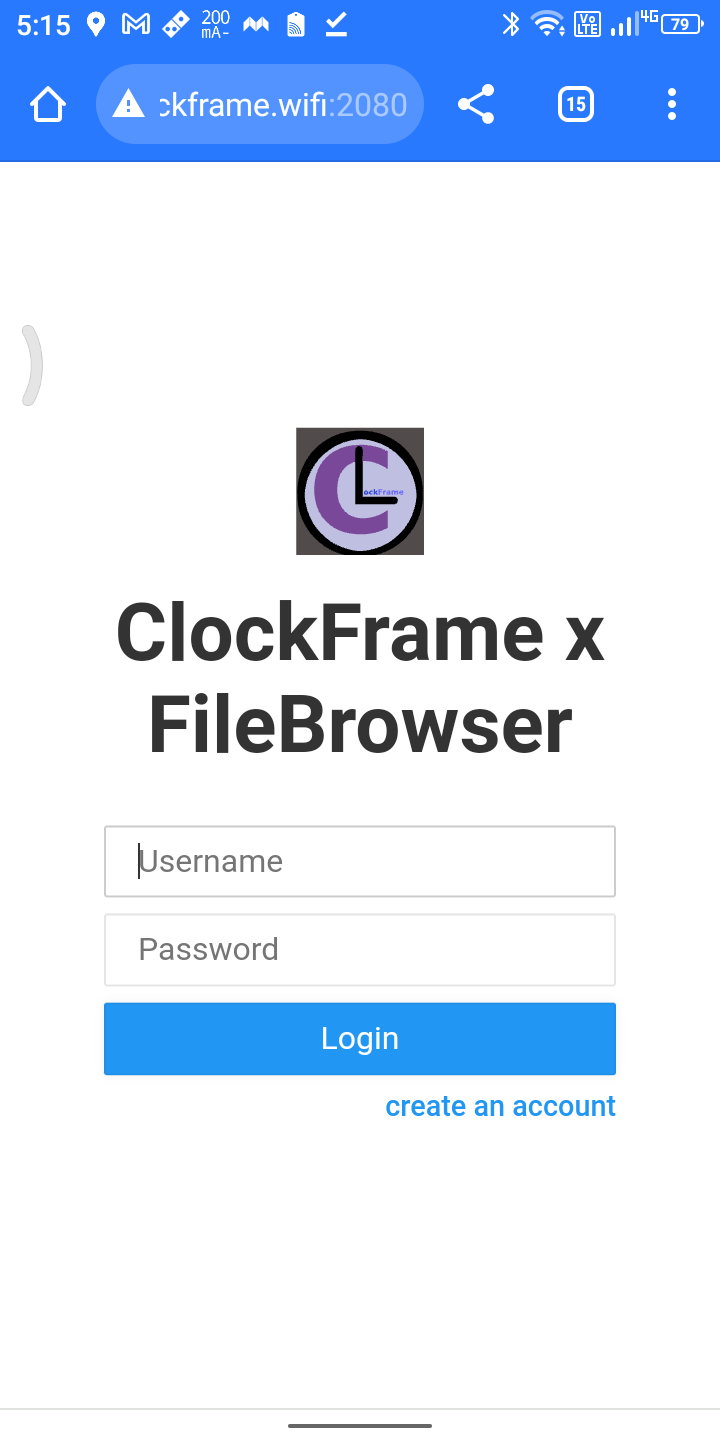 5:15 200 mA- Vo LTE 4G 79
ckframe.wifi:2080 15
C L ockFrame
ClockFrame x
FileBrowser
Username
Password
Login
create an account